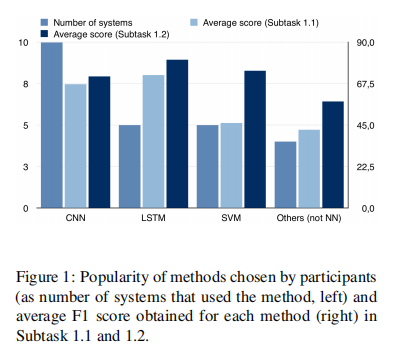 Number of systems
Average score (Subtask 1.1)
Average score (Subtask 1.2)
10
90,0
8
67,5
5
45,0
3
22,5
0
0,0
CNN
LSTM
SVM
Others (not NN)
Figure 1: Popularity of methods chosen by participants
(as number of systems that used the method, left) and
average F1 score obtained for each method (right) in
Subtask 1.1 and 1.2.